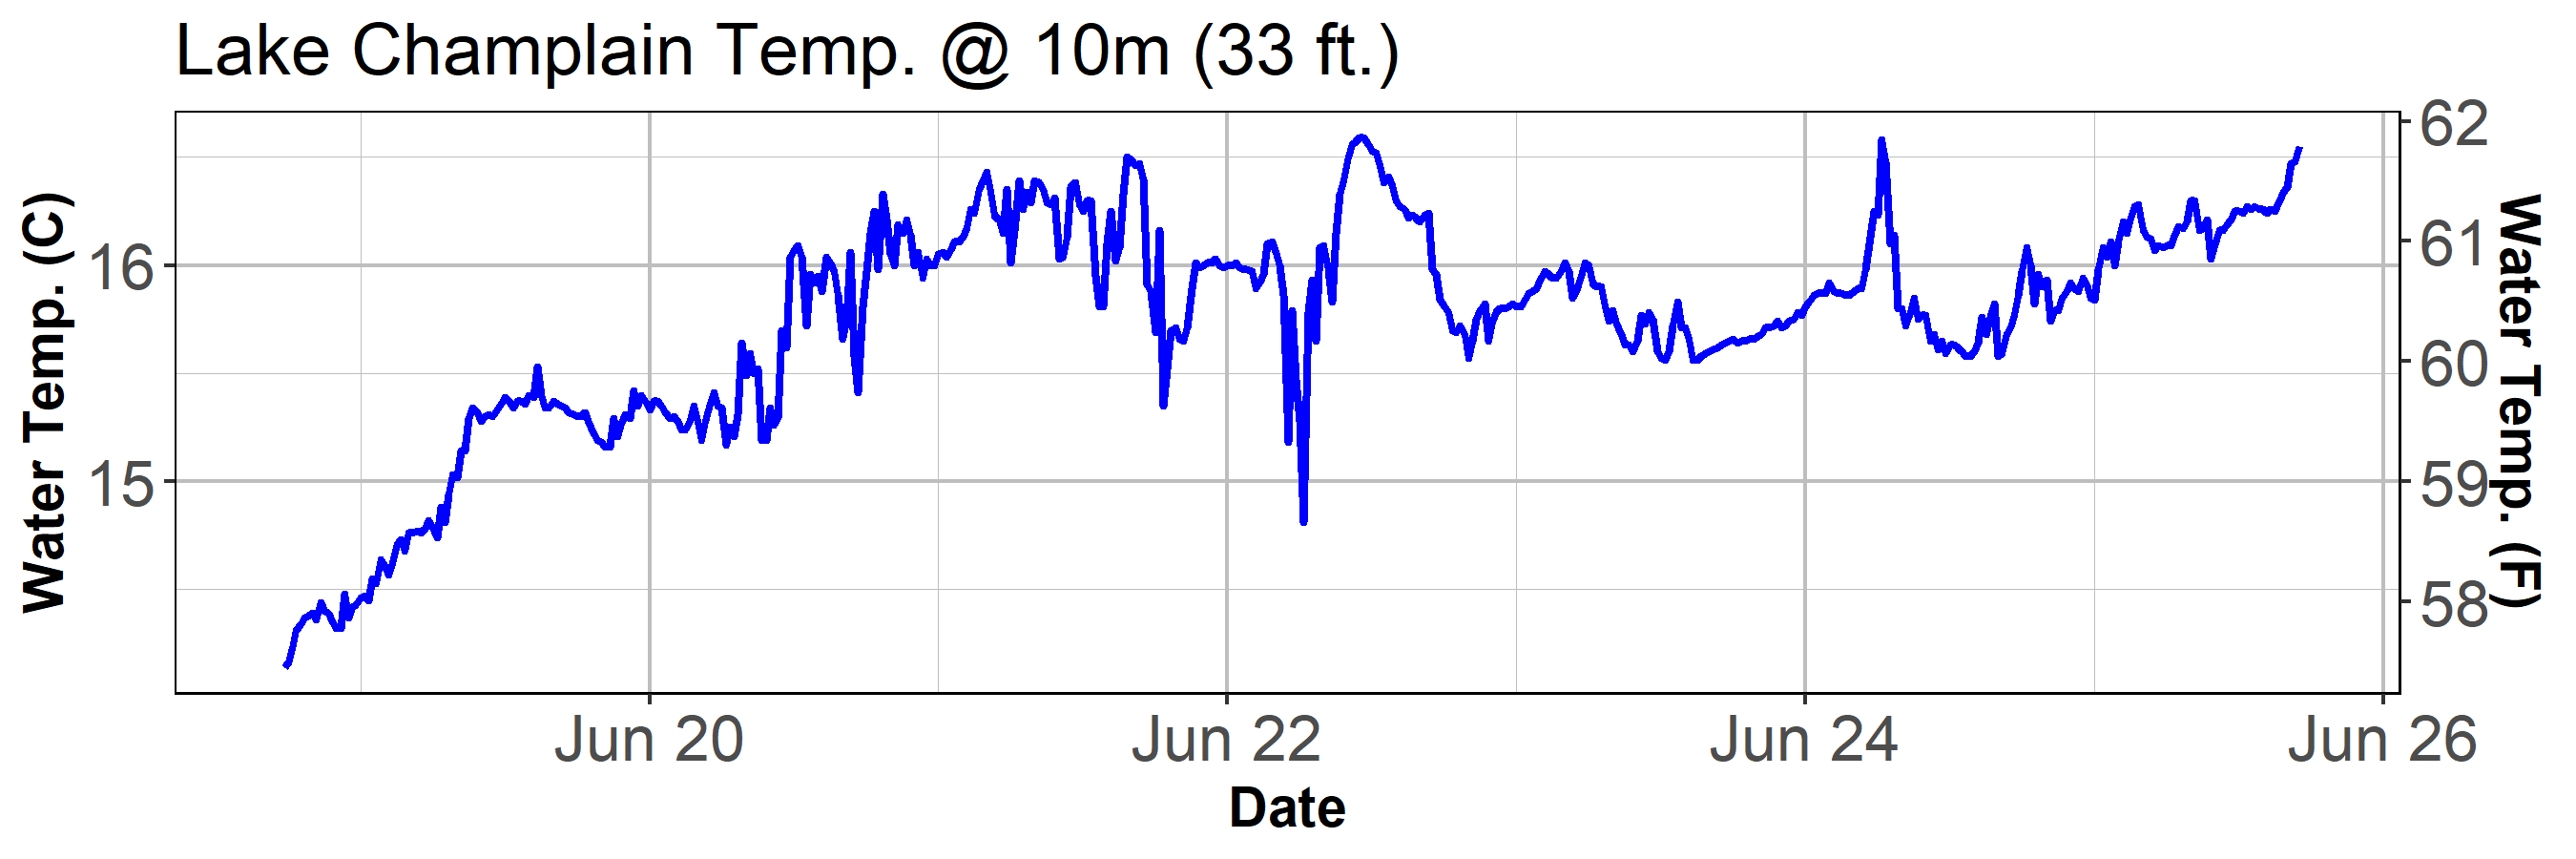 Lake Champlain Temp. @ 10m (33 ft.)
Water Temp. (C)
16
15
62
61
60
59
58
Water Temp. (F)
Jun 20
Jun 22
Jun 24
Jun 26
Date